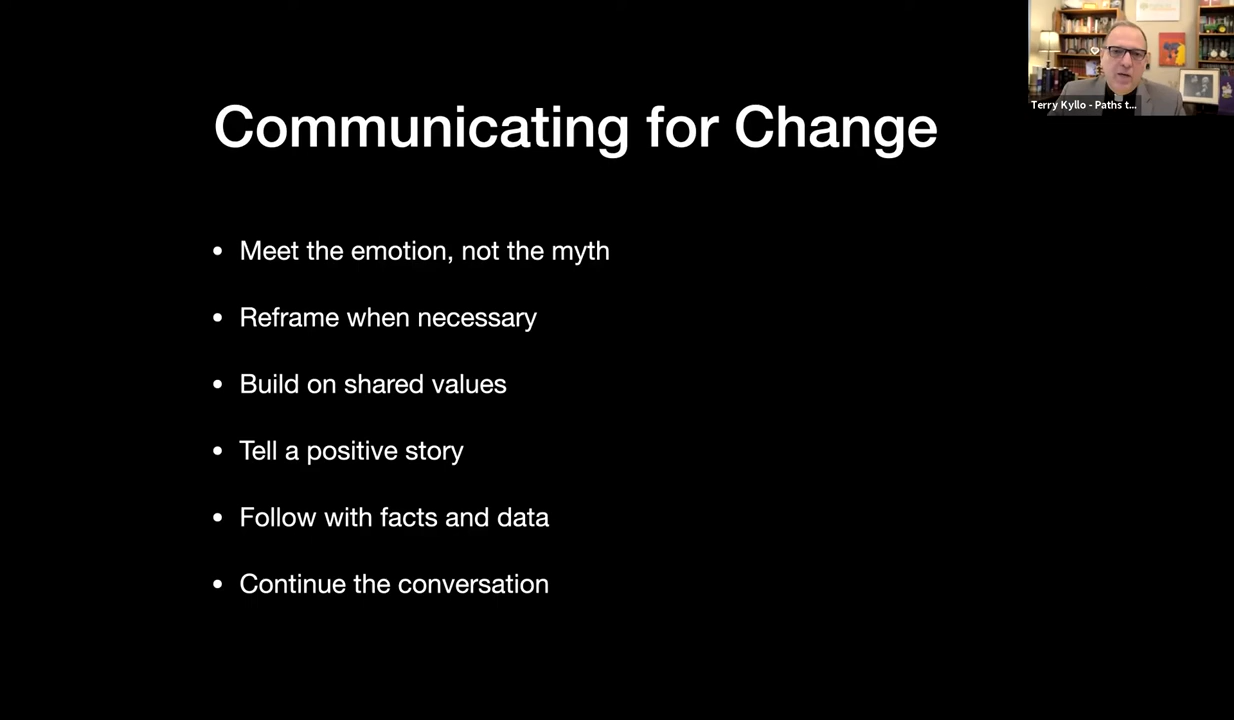 Communicating for Change
• Meet the emotion, not the myth
• Reframe when necessary
• Build on shared values
• Tell a positive story
• Follow with facts and data
• Continue the conversation
Terry Kyllo - Paths t...